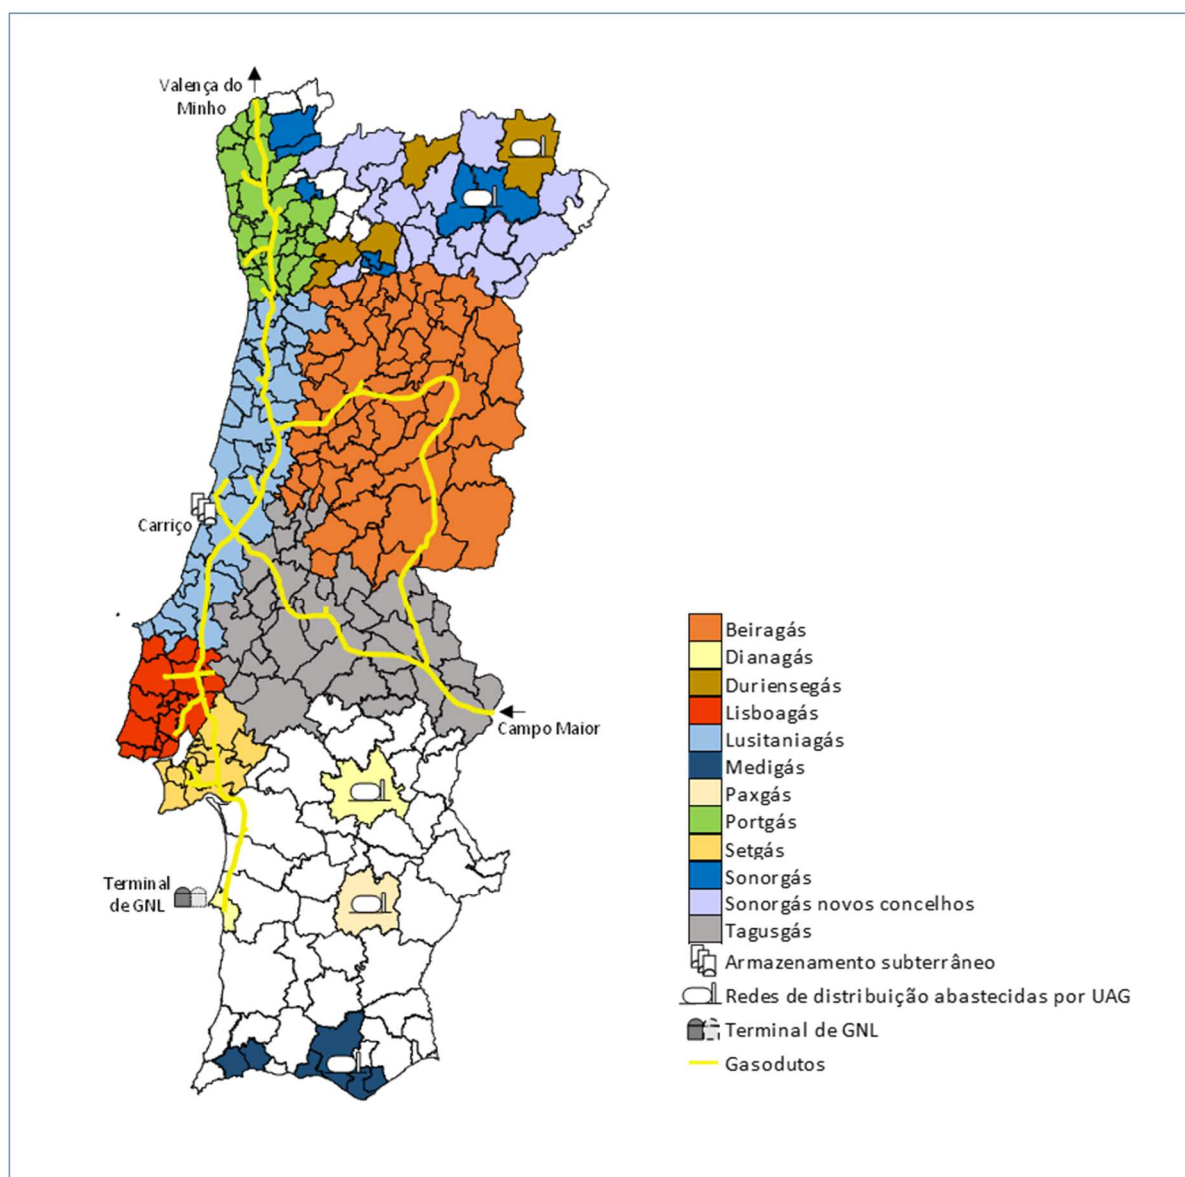 Valença do
Minho
Carriço
Campo Maior
Terminal
de GNL
Beiragás
Dianagás
Duriensegás
Lisboagás
Lusitaniagás
Medigás
Paxgás
Portgás
Setgás
Sonorgás
Sonorgás novos concelhos
Tagusgás
Armazenamento subterrâneo
Redes de distribuição abastecidas por UAG
Terminal de GNL
Gasodutos